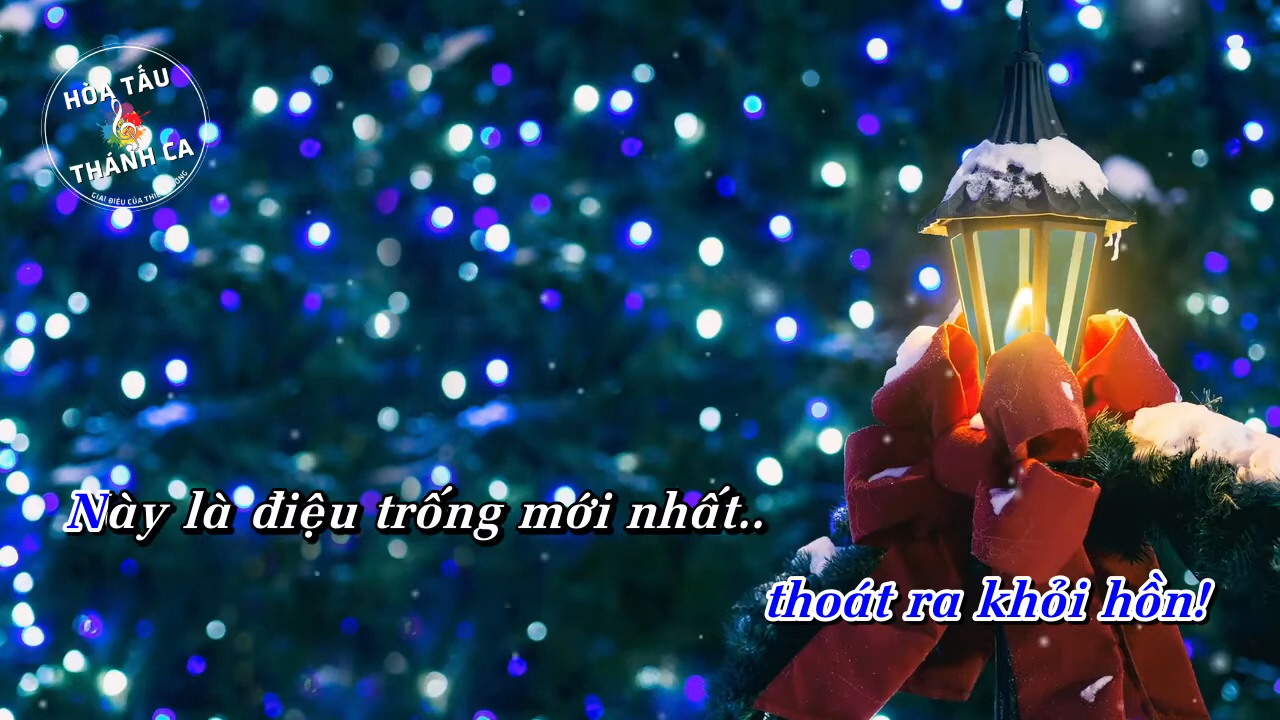 HÒA TẤU
THÁNH CA
Này là điệu trống mới nhất..
thoát ra khỏi hồn!